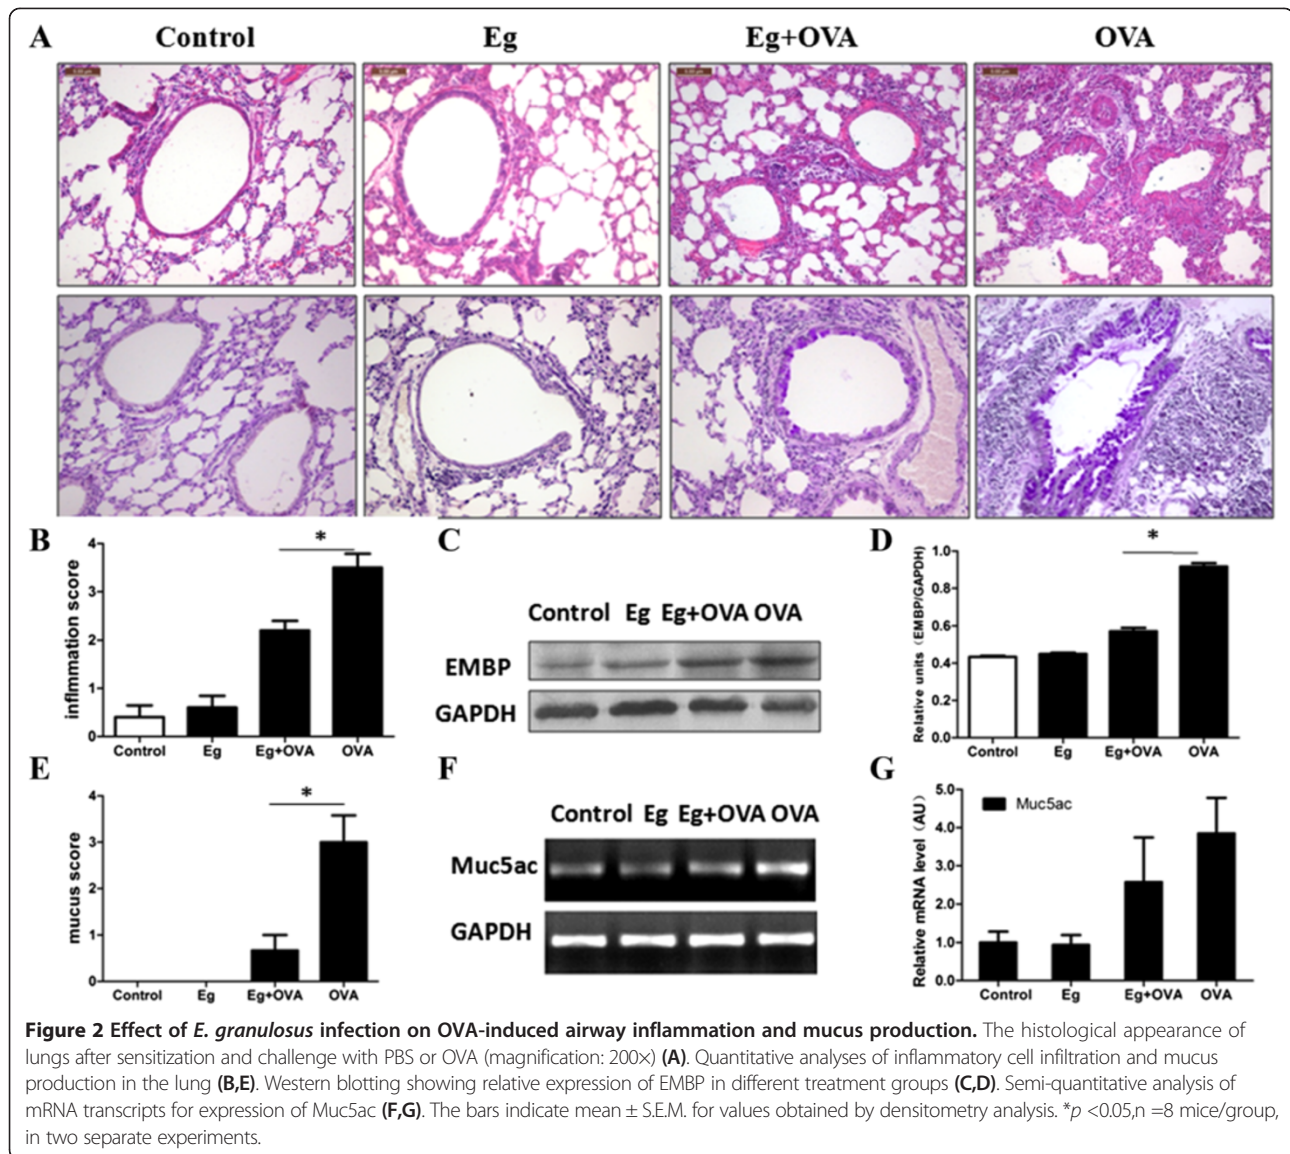 A
Control
Eg
Eg+OVA
OVA
B
inflmmation score
4
3
2
1
0
*
Control
Eg
Eg+OVA
OVA
C
Control Eg Eg+OVA OVA
EMBP
GAPDH
D
Relative units (EMBP/GAPDH)
1.0
0.8
0.6
0.4
0.2
0.0
*
Control
Eg
Eg+OVA
OVA
E
mucus score
4
3
2
1
0
*
Control
Eg
Eg+OVA
OVA
F
Control Eg Eg+OVA OVA
Muc5ac
GAPDH
G
Relative mRNA level (AU)
5.0
4.0
3.0
2.0
1.0
0.0
Muc5ac
Control
Eg
Eg+OVA
OVA
Figure 2 Effect of E. granulosus infection on OVA-induced airway inflammation and mucus production. The histological appearance of
lungs after sensitization and challenge with PBS or OVA (magnification: 200×) (A). Quantitative analyses of inflammatory cell infiltration and mucus
production in the lung (B,E). Western blotting showing relative expression of EMBP in different treatment groups (C,D). Semi-quantitative analysis of
mRNA transcripts for expression of Muc5ac (F,G). The bars indicate mean ± S.E.M. for values obtained by densitometry analysis. *p <0.05,n =8 mice/group,
in two separate experiments.